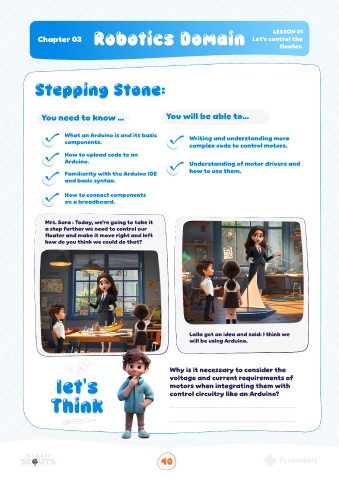 Chapter 03
Robotics Domain
LESSON 01
Let's control the
floater.
Stepping Stone:
You need to know ...
What an Arduino is and its basic
components.
How to upload code to an
Arduino.
Familiarity with the Arduino IDE
and basic syntax.
How to connect components
on a breadboard.
You will be able to...
Writing and understanding more
complex code to control motors.
Understanding of motor drivers and
how to use them.
Mrs. Sara : Today, we're going to take it
a step further we need to control our
floater and make it move right and left
how do you think we could do that?
Laila got an idea and said: I think we
will be using Arduino.
let's
Think
Why is it necessary to consider the
voltage and current requirements of
motors when integrating them with
control circuitry like an Arduino?
STEAM
SCOUTS
40
Pyramakerz